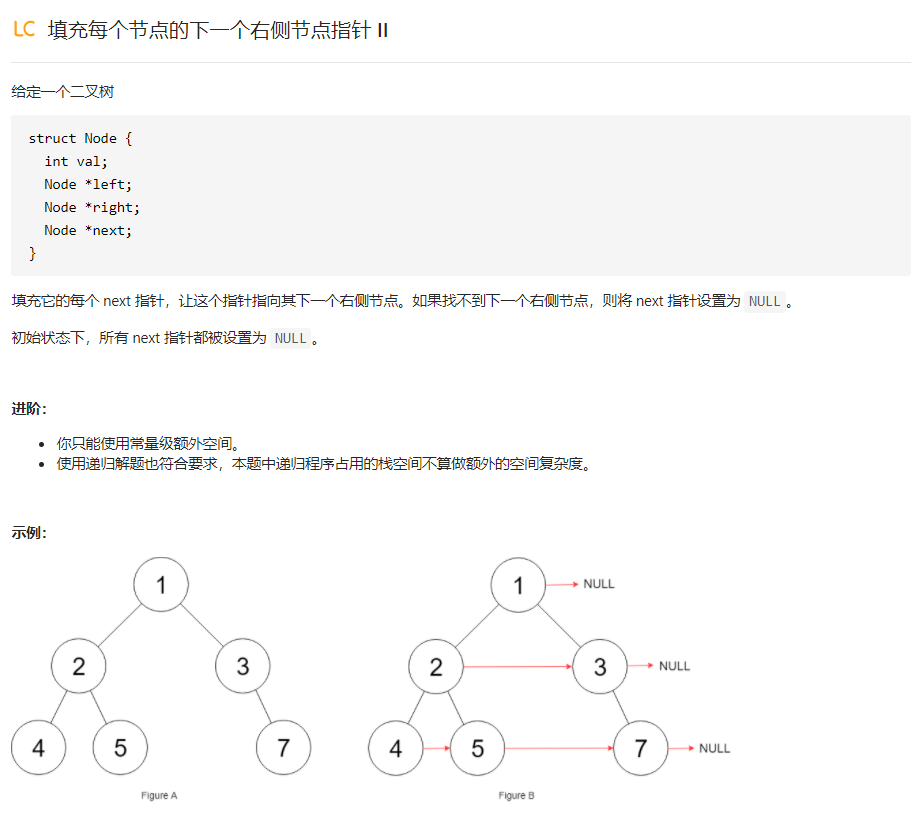 LC 填充每个节点的下一个右侧节点指针 II
给定一个二叉树
struct Node {
  int val;
  Node *left;
  Node *right;
  Node *next;
}
填充它的每个 next 指针，让这个指针指向其下一个右侧节点。如果找不到下一个右侧节点，则将 next 指针设置为 NULL 。
初始状态下，所有 next 指针都被设置为 NULL 。
进阶：
• 你只能使用常量级额外空间。
• 使用递归解题也符合要求，本题中递归程序占用的栈空间不算做额外的空间复杂度。
示例：
1 1 NULL
2 3 2 3 NULL
4 5 7 4 5 7 NULL
Figure A Figure B